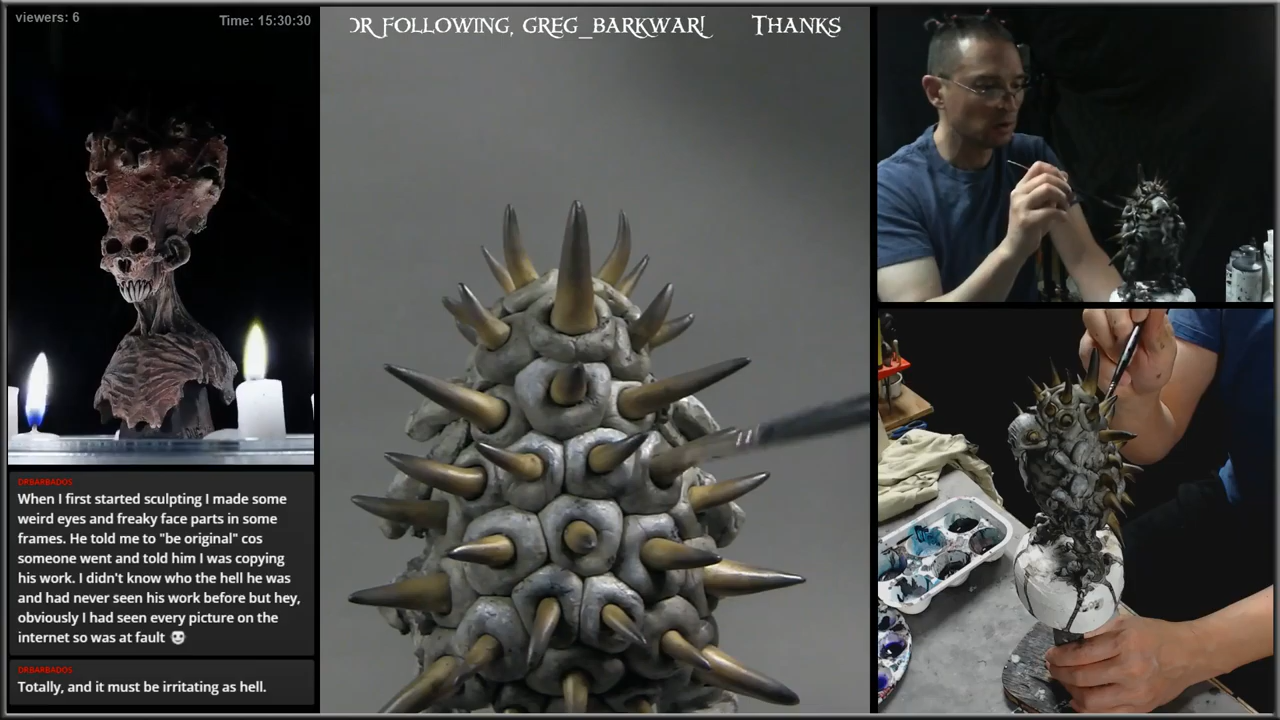 viewers: 6
Time: 15:30:30
OR FOLLOWING, GREG_BARKWAR
THANKS
DRBARBADOS
When I first started sculpting I made some
weird eyes and freaky face parts in some
frames. He told me to "be original" cos
someone went and told him I was copying
his work. I didn't know who the hell he was
and had never seen his work before but hey,
obviously I had seen every picture on the
internet so was at fault
DRBARBADOS
Totally, and it must be irritating as hell.